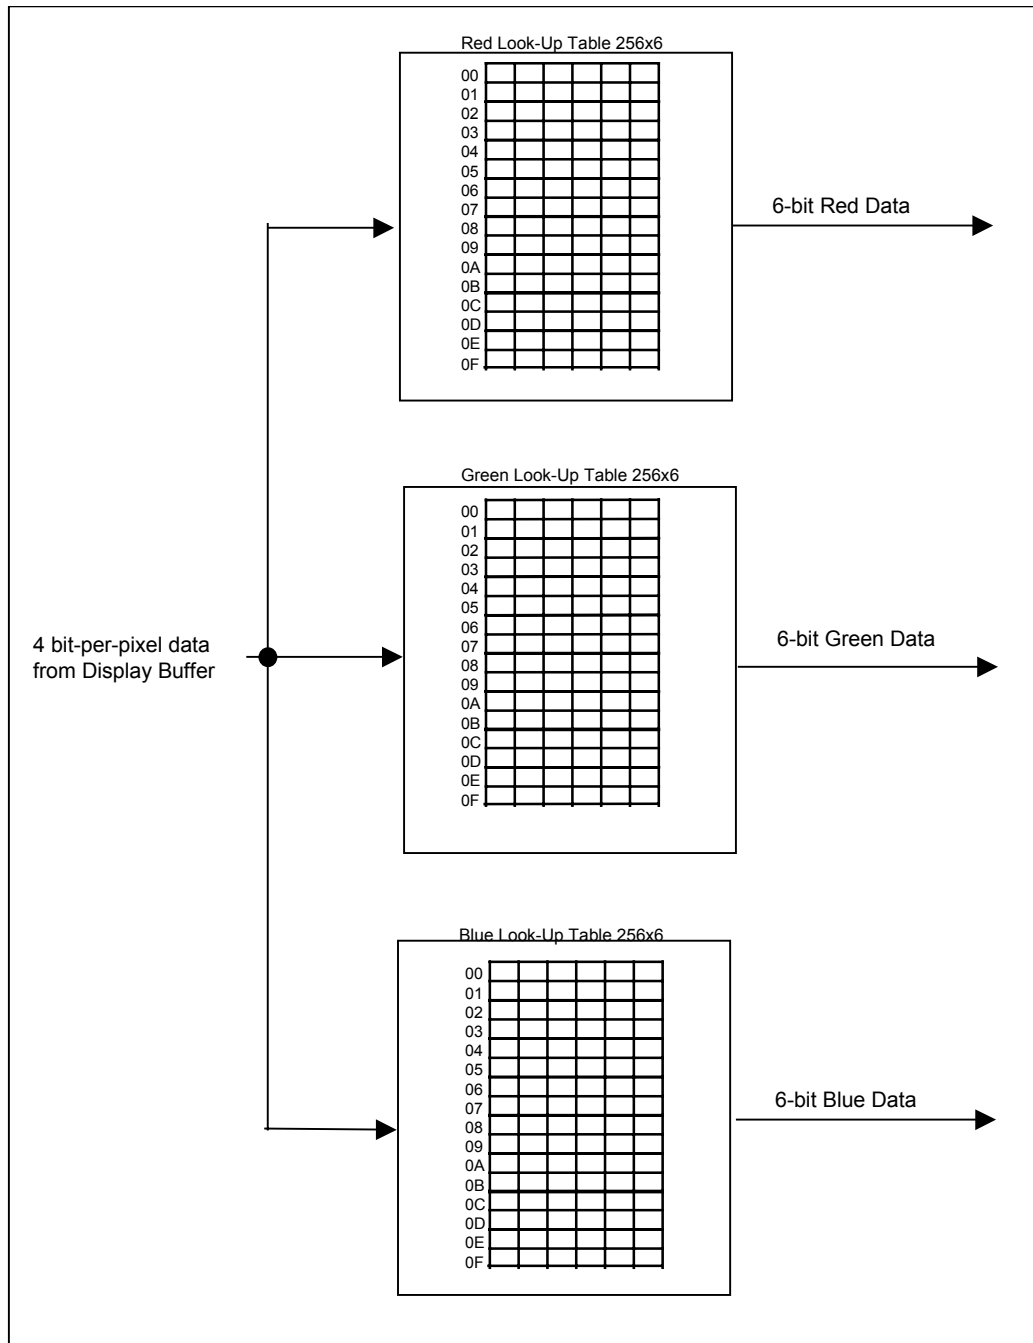 Red Look-Up Table 256x6
00
01
02
03
04
05
06
07
08
09
0A
0B
0C
0D
0E
0F
6-bit Red Data
Green Look-Up Table 256x6
00
01
02
03
04
05
06
07
08
09
0A
0B
0C
0D
0E
0F
4 bit-per-pixel data
from Display Buffer
6-bit Green Data
Blue Look-Up Table 256x6
00
01
02
03
04
05
06
07
08
09
0A
0B
0C
0D
0E
0F
6-bit Blue Data